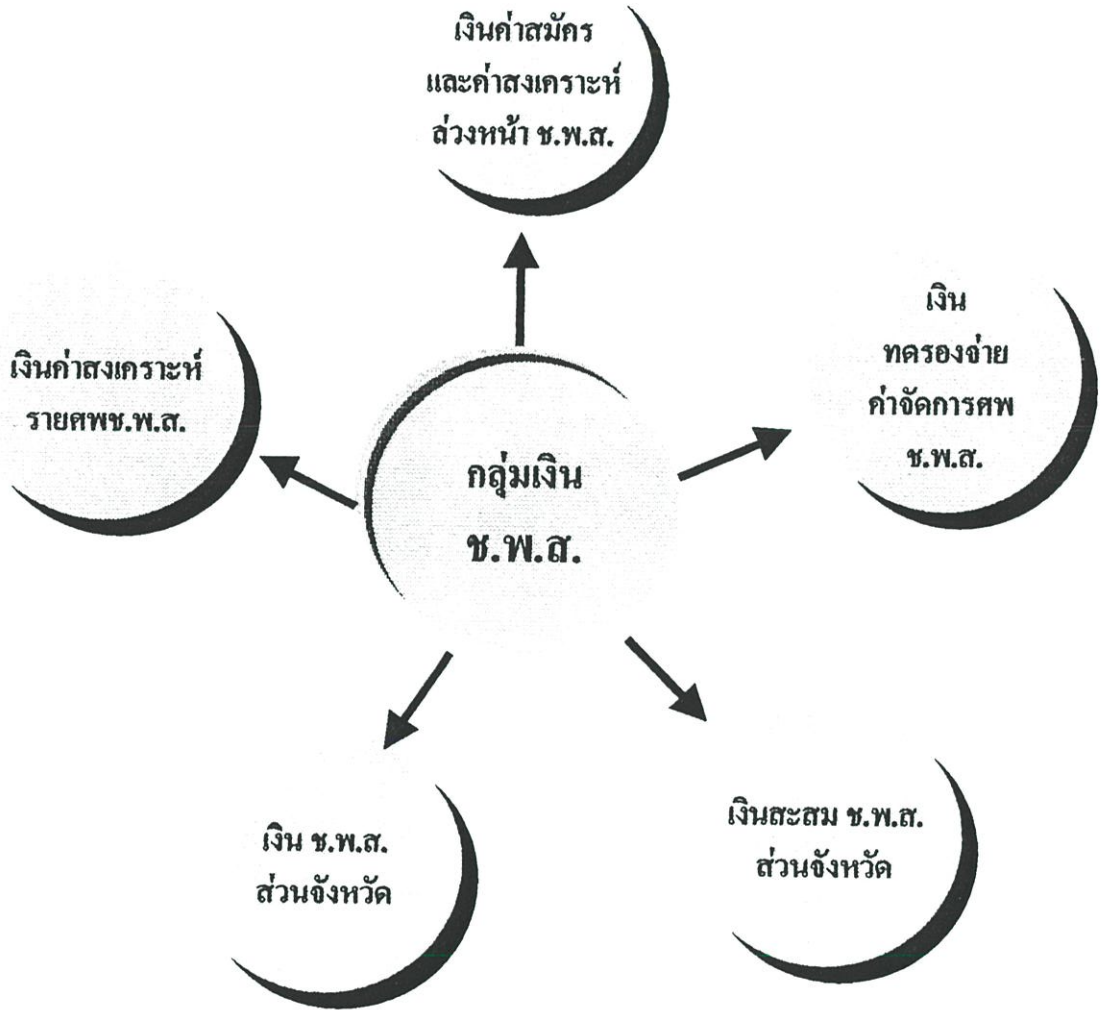 เงินค่าสมัคร
และค่าสงเคราะห์
ล่วงหน้า ช.พ.ส.
เงิน
ทดรองจ่าย
ค่าจัดการศพ
ช.พ.ส.
เงินค่าสงเคราะห์
รายศพช.พ.ส.
กลุ่มเงิน
ช.พ.ส.
เงิน ช.พ.ส.
ส่วนจังหวัด
เงินสะสม ช.พ.ส.
ส่วนจังหวัด